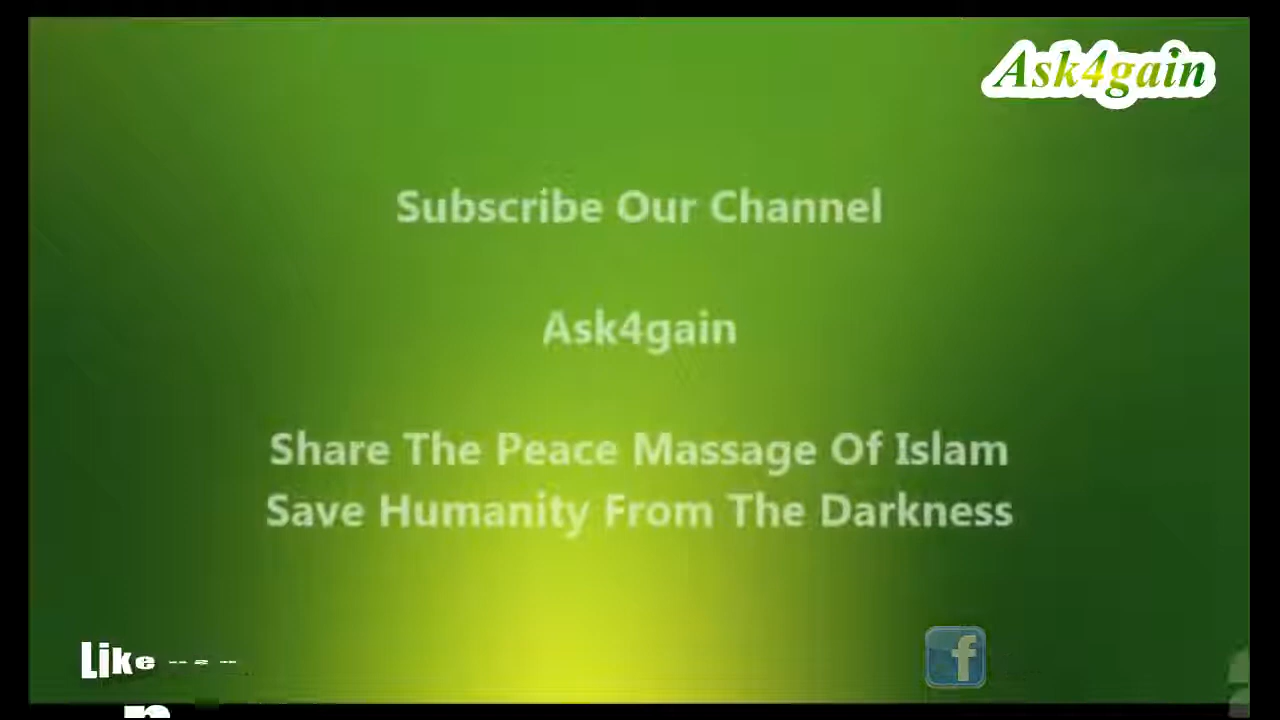 Ask4gain
Subscribe Our Channel
Ask4gain
Share The Peace Massage Of Islam
Save Humanity From The Darkness
Like
f